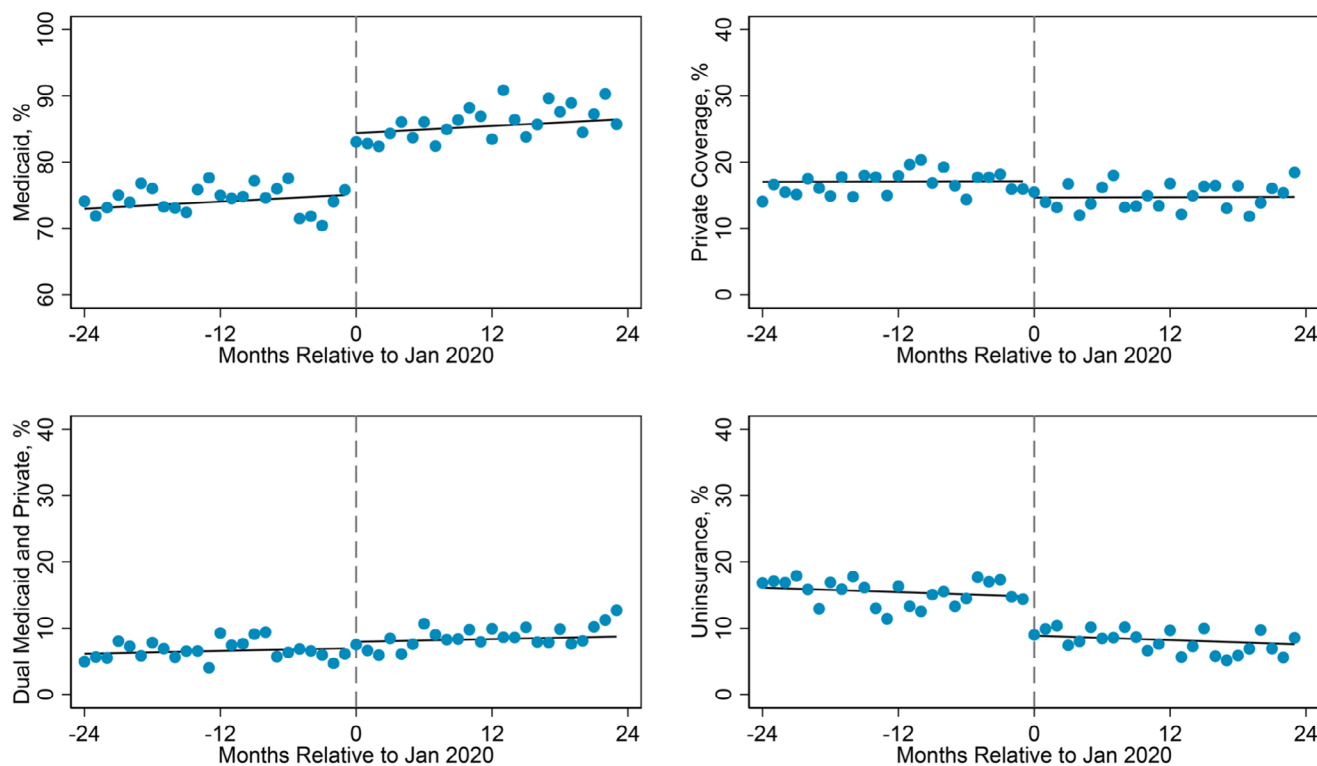 Medicaid, %
100
90
80
70
60
-24 -12 0 12 24
Months Relative to Jan 2020
Private Coverage, %
40
30
20
10
0
-24 -12 0 12 24
Months Relative to Jan 2020
Dual Medicaid and Private, %
40
30
20
10
0
-24 -12 0 12 24
Months Relative to Jan 2020
Uninsurance, %
40
30
20
10
0
-24 -12 0 12 24
Months Relative to Jan 2020